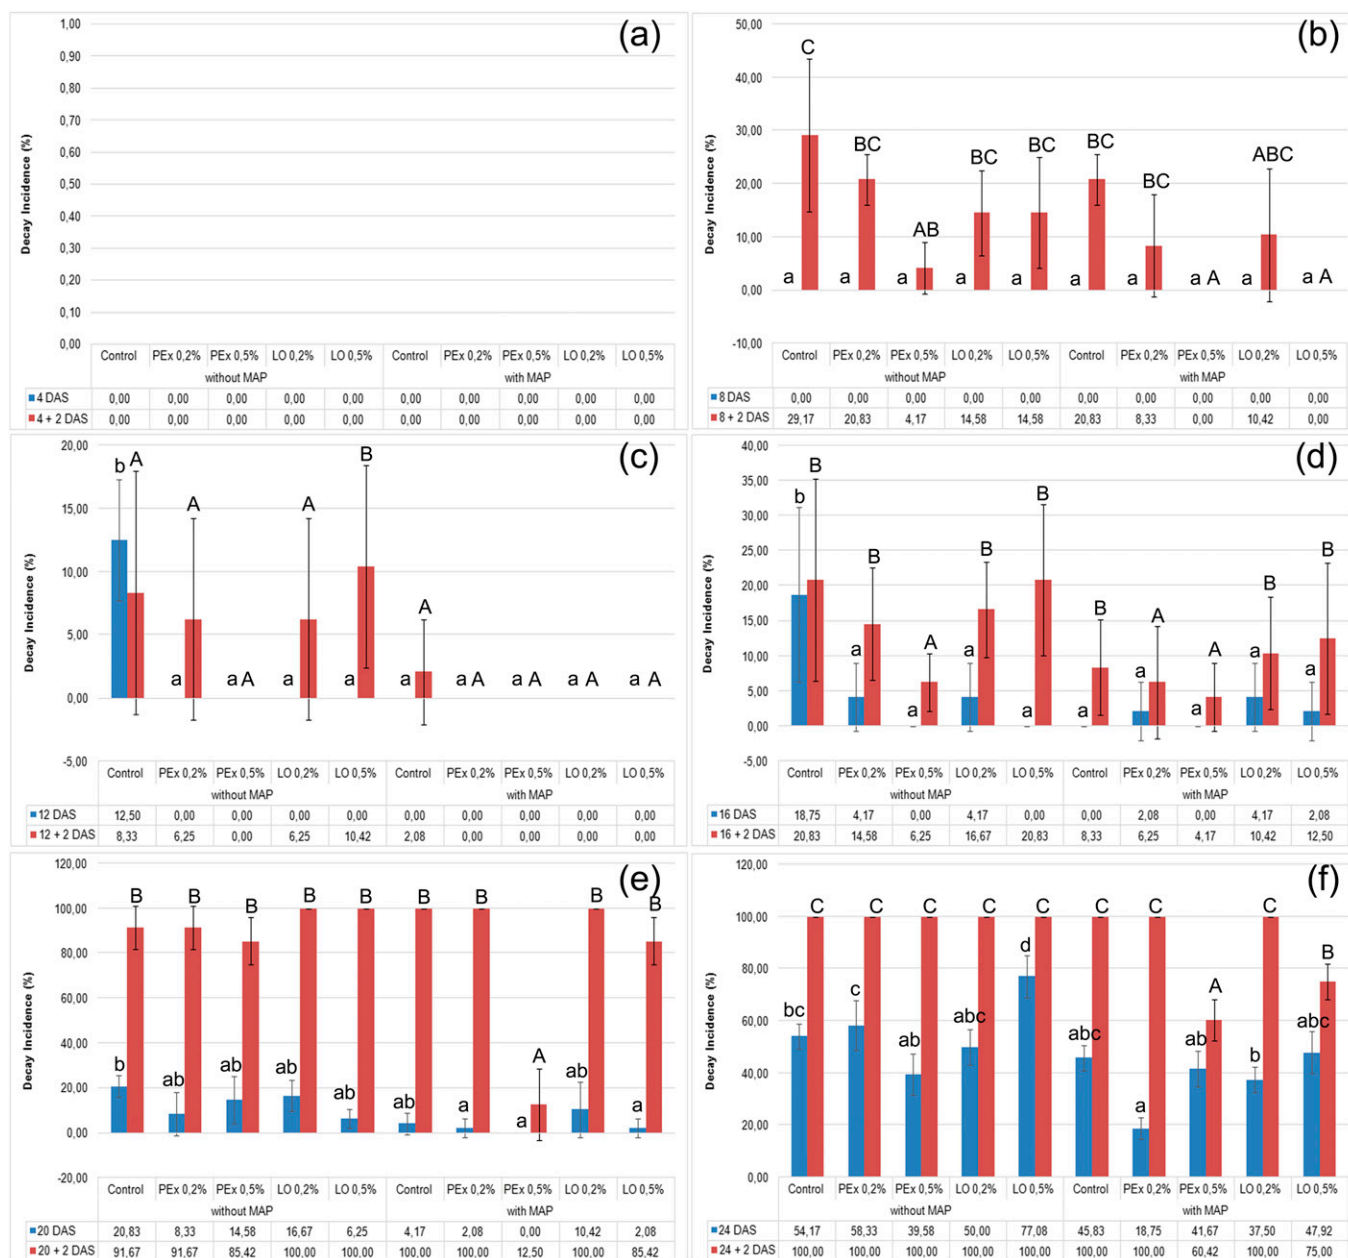 (a)
Decay Incidence (%)
1,00
0,90
0,80
0,70
0,60
0,50
0,40
0,30
0,20
0,10
0,00
Control PEx 0,2% PEx 0,5% LO 0,2% LO 0,5% Control PEx 0,2% PEx 0,5% LO 0,2% LO 0,5%
without MAP with MAP
4 DAS 0,00 0,00 0,00 0,00 0,00 0,00 0,00 0,00 0,00 0,00
4 + 2 DAS 0,00 0,00 0,00 0,00 0,00 0,00 0,00 0,00 0,00 0,00
(b)
Decay Incidence (%)
50,00
40,00
30,00
20,00
10,00
0,00
-10,00
C BC AB BC BC BC BC ABC
a a a a a a a a A a a A
Control PEx 0,2% PEx 0,5% LO 0,2% LO 0,5% Control PEx 0,2% PEx 0,5% LO 0,2% LO 0,5%
without MAP with MAP
8 DAS 0,00 0,00 0,00 0,00 0,00 0,00 0,00 0,00 0,00 0,00
8 + 2 DAS 29,17 20,83 4,17 14,58 14,58 20,83 8,33 0,00 10,42 0,00
(c)
Decay Incidence (%)
20,00
15,00
10,00
5,00
0,00
-5,00
b A A A B A
a a A a a a a A a A a A a A
Control PEx 0,2% PEx 0,5% LO 0,2% LO 0,5% Control PEx 0,2% PEx 0,5% LO 0,2% LO 0,5%
without MAP with MAP
12 DAS 12,50 0,00 0,00 0,00 0,00 0,00 0,00 0,00 0,00 0,00
12 + 2 DAS 8,33 6,25 0,00 6,25 10,42 2,08 0,00 0,00 0,00 0,00
(d)
Decay Incidence (%)
40,00
35,00
30,00
25,00
20,00
15,00
10,00
5,00
0,00
-5,00
b B B A B B B A A B B
a a a a a a a a a
Control PEx 0,2% PEx 0,5% LO 0,2% LO 0,5% Control PEx 0,2% PEx 0,5% LO 0,2% LO 0,5%
without MAP with MAP
16 DAS 18,75 4,17 0,00 4,17 0,00 0,00 2,08 0,00 4,17 2,08
16 + 2 DAS 20,83 14,58 6,25 16,67 20,83 8,33 6,25 4,17 10,42 12,50
(e)
Decay Incidence (%)
120,00
100,00
80,00
60,00
40,00
20,00
0,00
-20,00
B B B B B B B A B B
b ab ab ab ab ab a a ab a
Control PEx 0,2% PEx 0,5% LO 0,2% LO 0,5% Control PEx 0,2% PEx 0,5% LO 0,2% LO 0,5%
without MAP with MAP
20 DAS 20,83 8,33 14,58 16,67 6,25 4,17 2,08 0,00 10,42 2,08
20 + 2 DAS 91,67 91,67 85,42 100,00 100,00 100,00 100,00 12,50 100,00 85,42
(f)
Decay Incidence (%)
120,00
100,00
80,00
60,00
40,00
20,00
0,00
C C C C C C C A C B
bc c ab abc d abc a ab b abc
Control PEx 0,2% PEx 0,5% LO 0,2% LO 0,5% Control PEx 0,2% PEx 0,5% LO 0,2% LO 0,5%
without MAP with MAP
24 DAS 54,17 58,33 39,58 50,00 77,08 45,83 18,75 41,67 37,50 47,92
24 + 2 DAS 100,00 100,00 100,00 100,00 100,00 100,00 100,00 60,42 100,00 75,00